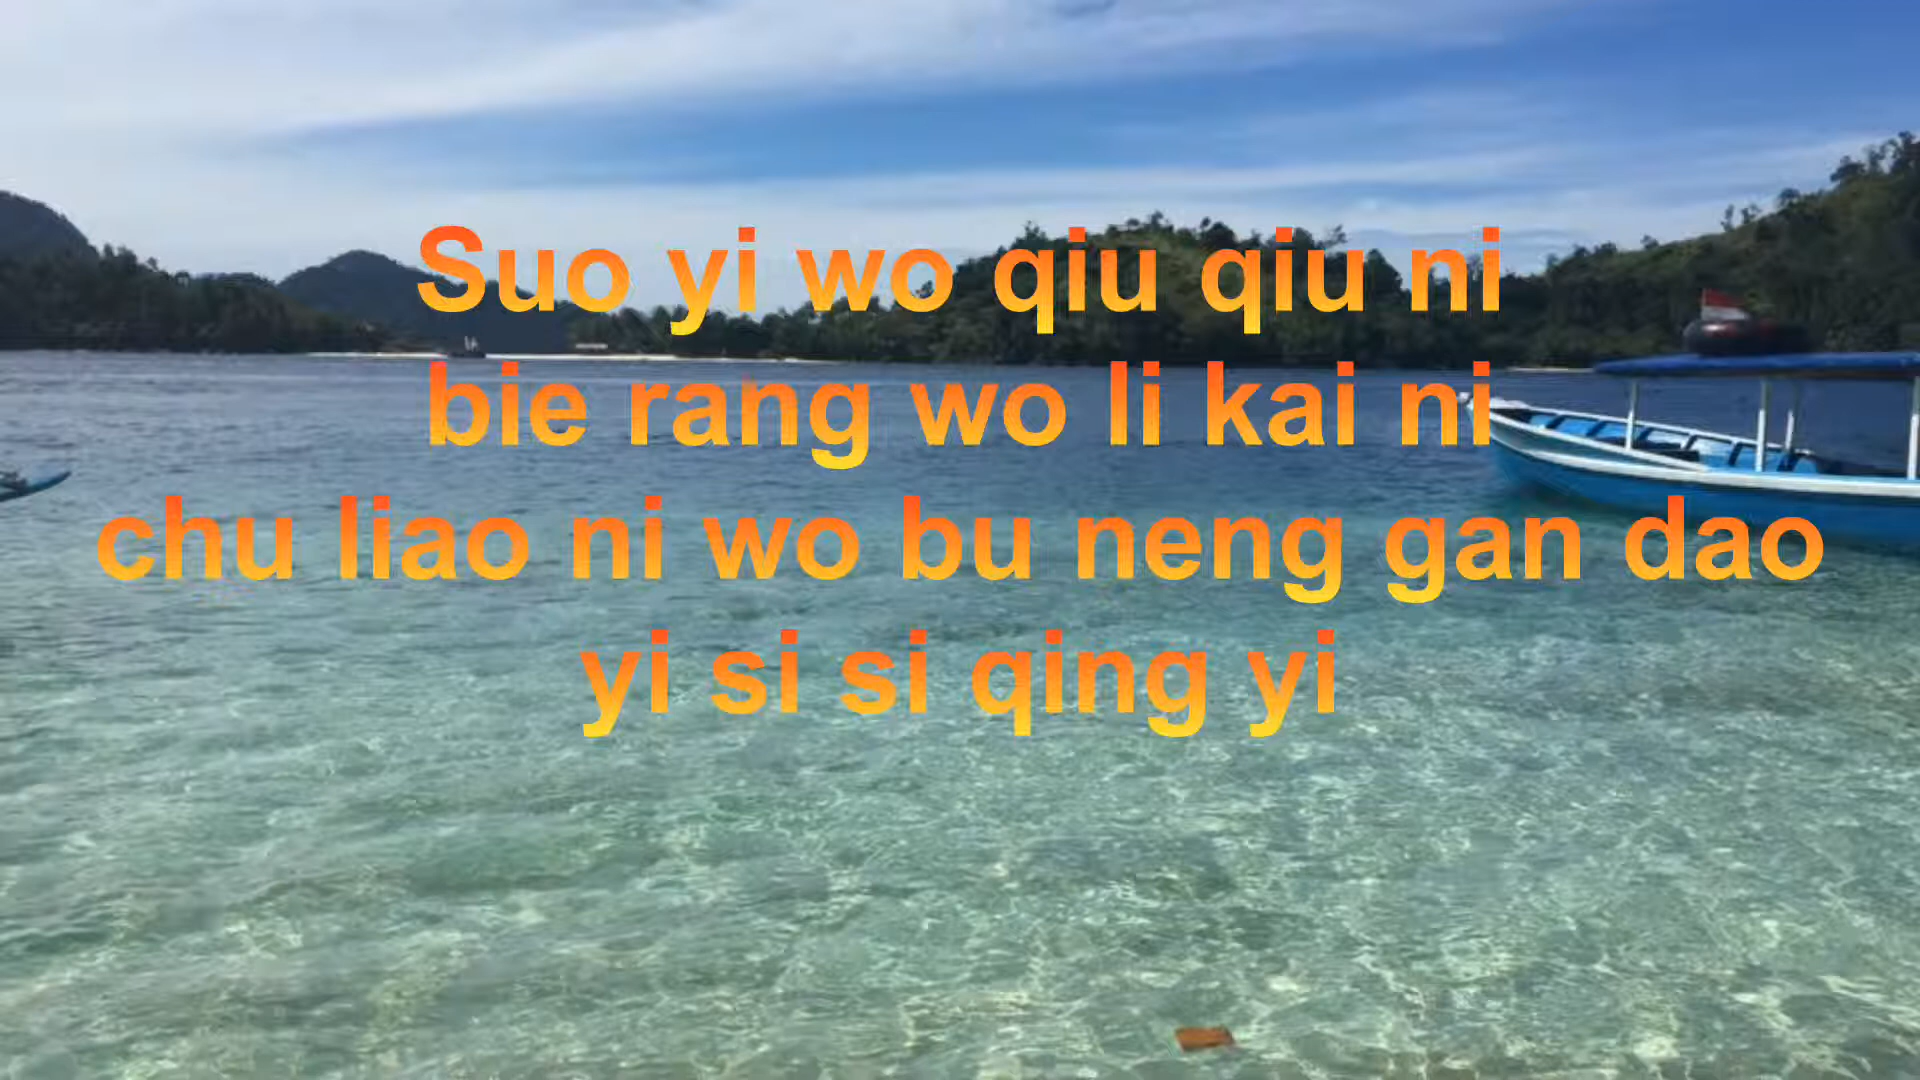 Suo yi wo qiu qiu ni
bie rang wo li kai ni
chu liao ni wo bu neng gan dao
yi si si qing yi